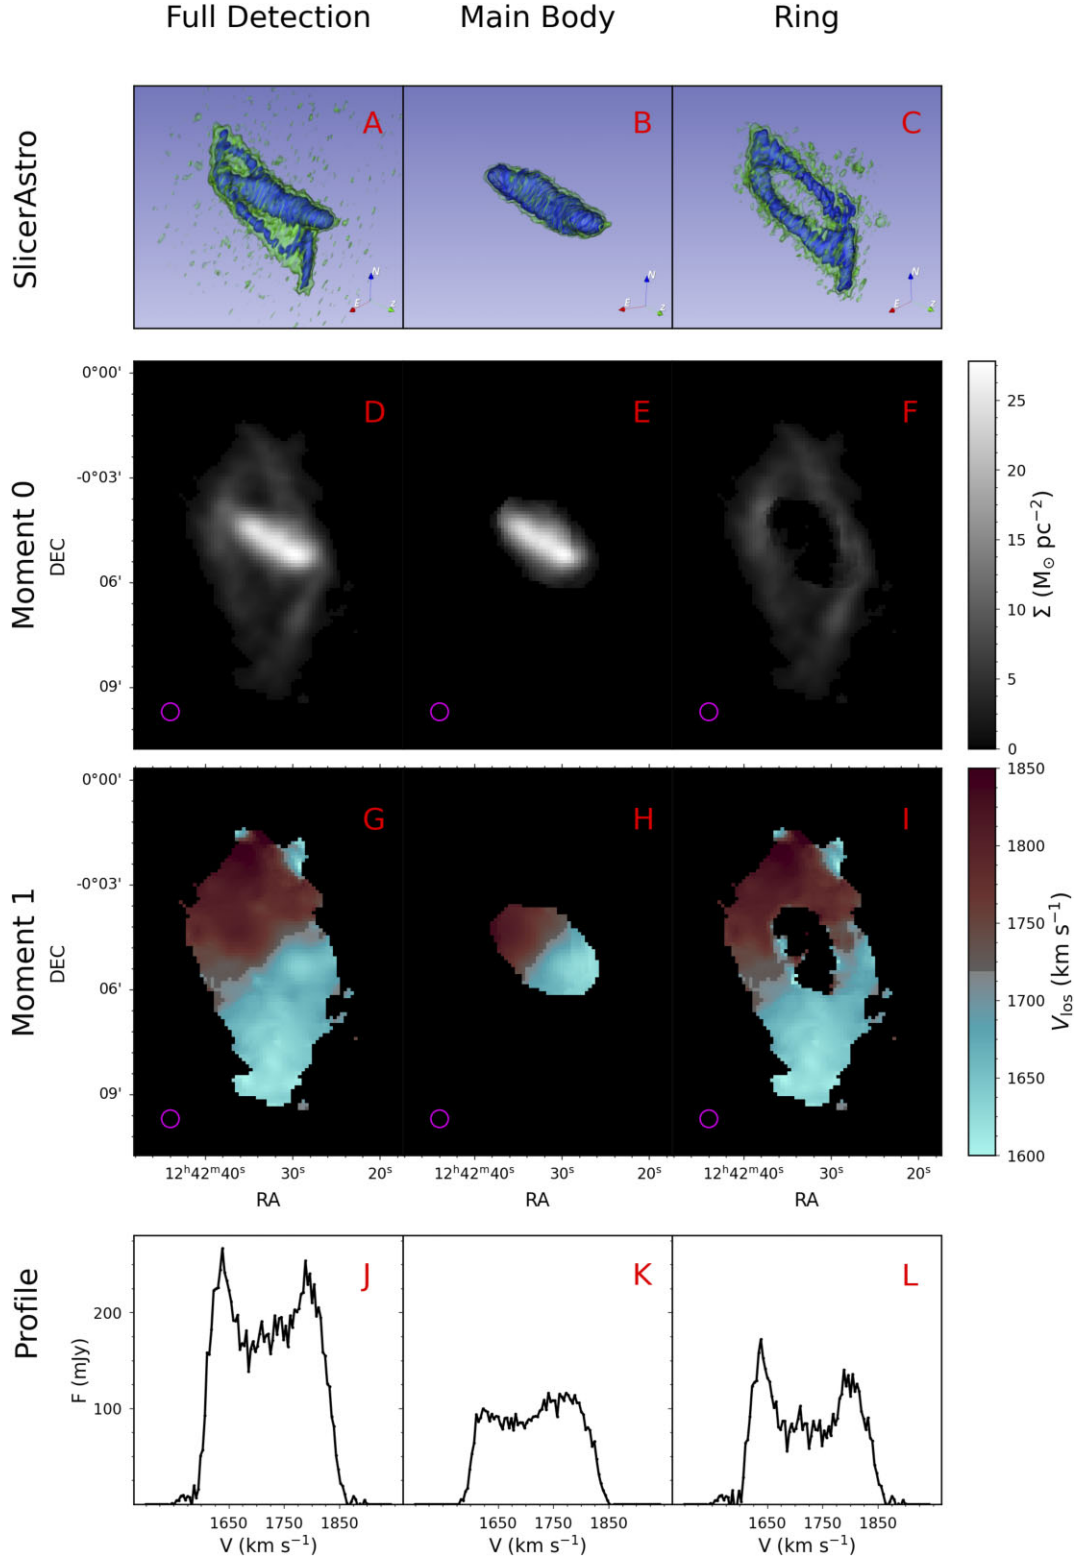 Full Detection Main Body Ring
SlicerAstro
A B C
N E z N E z N E z
Moment 0
DEC
0°00'
-0°03'
06'
09'
D E F
25
20
15
10
5
0
Σ (M⊙ pc⁻²)
Moment 1
DEC
0°00'
-0°03'
06'
09'
G H I
1850
1800
1750
1700
1650
1600
V_los (km s⁻¹)
12ʰ42ᵐ40ˢ 30ˢ 20ˢ 12ʰ42ᵐ40ˢ 30ˢ 20ˢ 12ʰ42ᵐ40ˢ 30ˢ 20ˢ
RA RA RA
Profile
F (mJy)
200
100
J K L
1650 1750 1850 1650 1750 1850 1650 1750 1850
V (km s⁻¹) V (km s⁻¹) V (km s⁻¹)